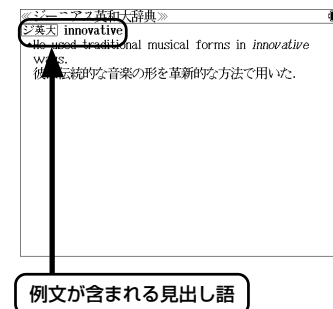 ≪ジーニアス英和大辞典≫
ジ英大 innovative
・He used traditional musical forms in innovative
ways.
彼は伝統的な音楽の形を革新的な方法で用いた.
例文が含まれる見出し語